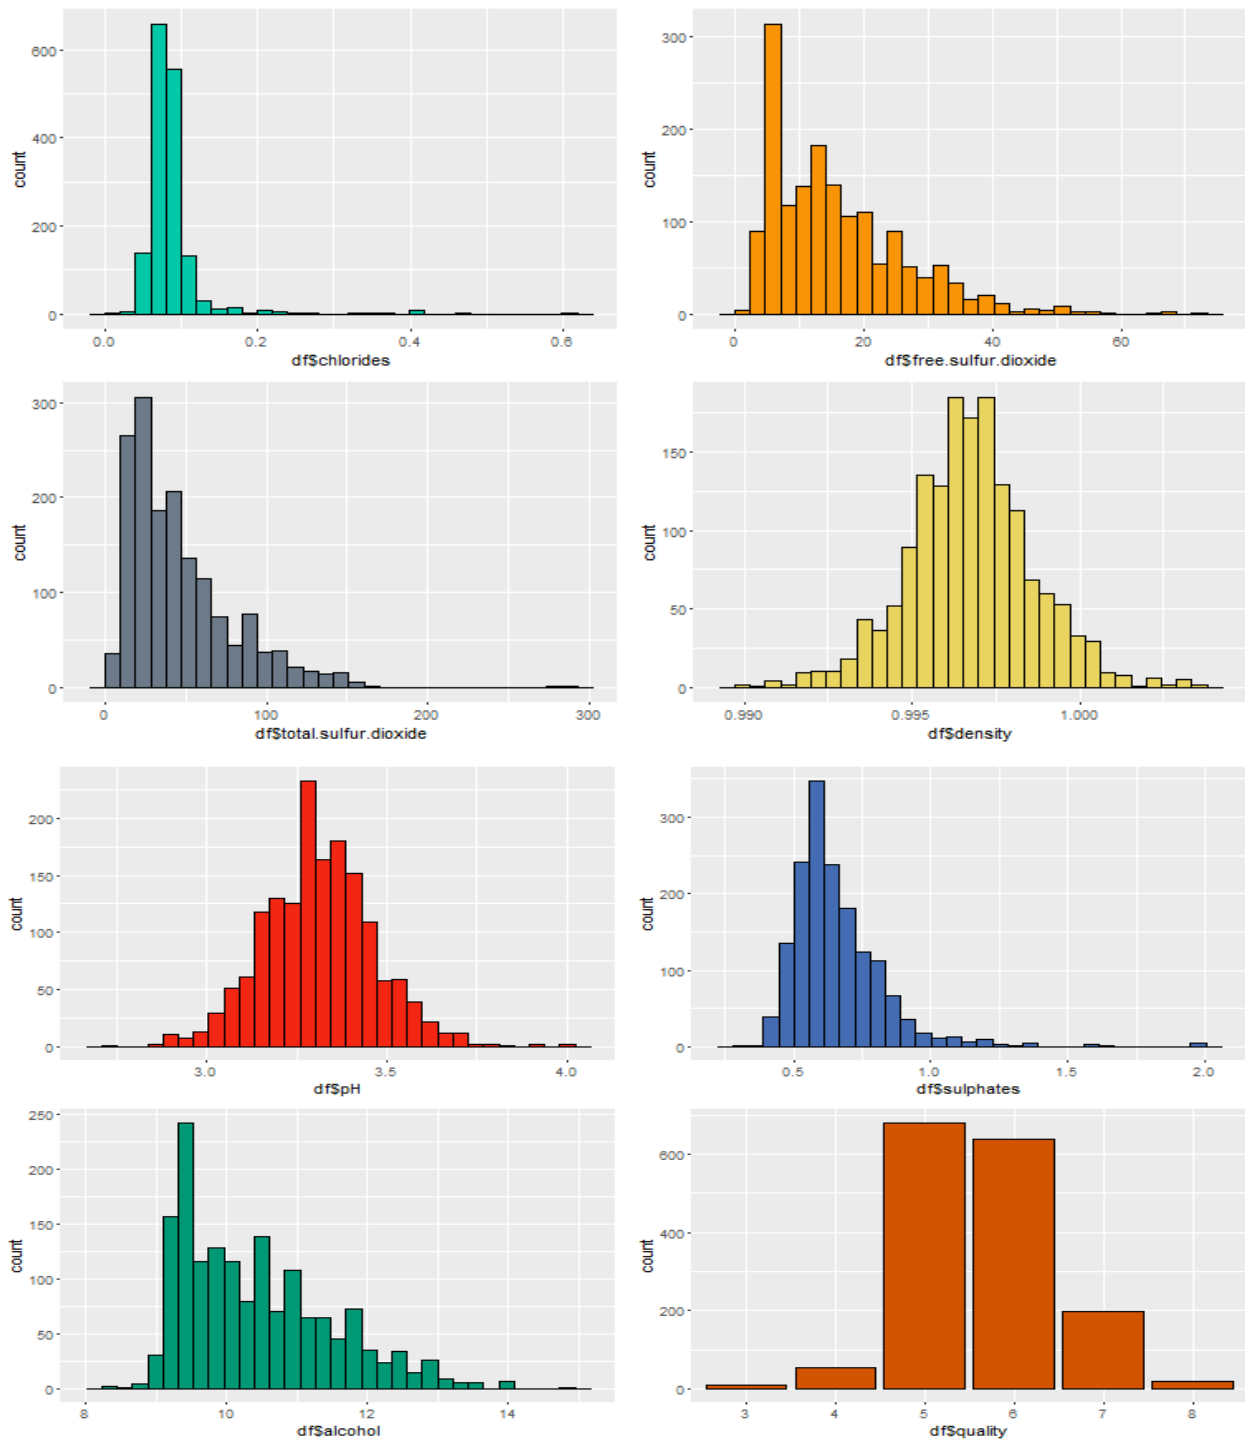 600
400
200
0
count
0.0 0.2 0.4 0.6
df$chlorides
300
200
100
0
count
0 20 40 60
df$free.sulfur.dioxide
300
200
100
0
count
0 100 200 300
df$total.sulfur.dioxide
150
100
50
0
count
0.990 0.995 1.000
df$density
200
150
100
50
0
count
3.0 3.5 4.0
df$pH
300
200
100
0
count
0.5 1.0 1.5 2.0
df$sulphates
250
200
150
100
50
0
count
8 10 12 14
df$alcohol
600
400
200
0
count
3 4 5 6 7 8
df$quality